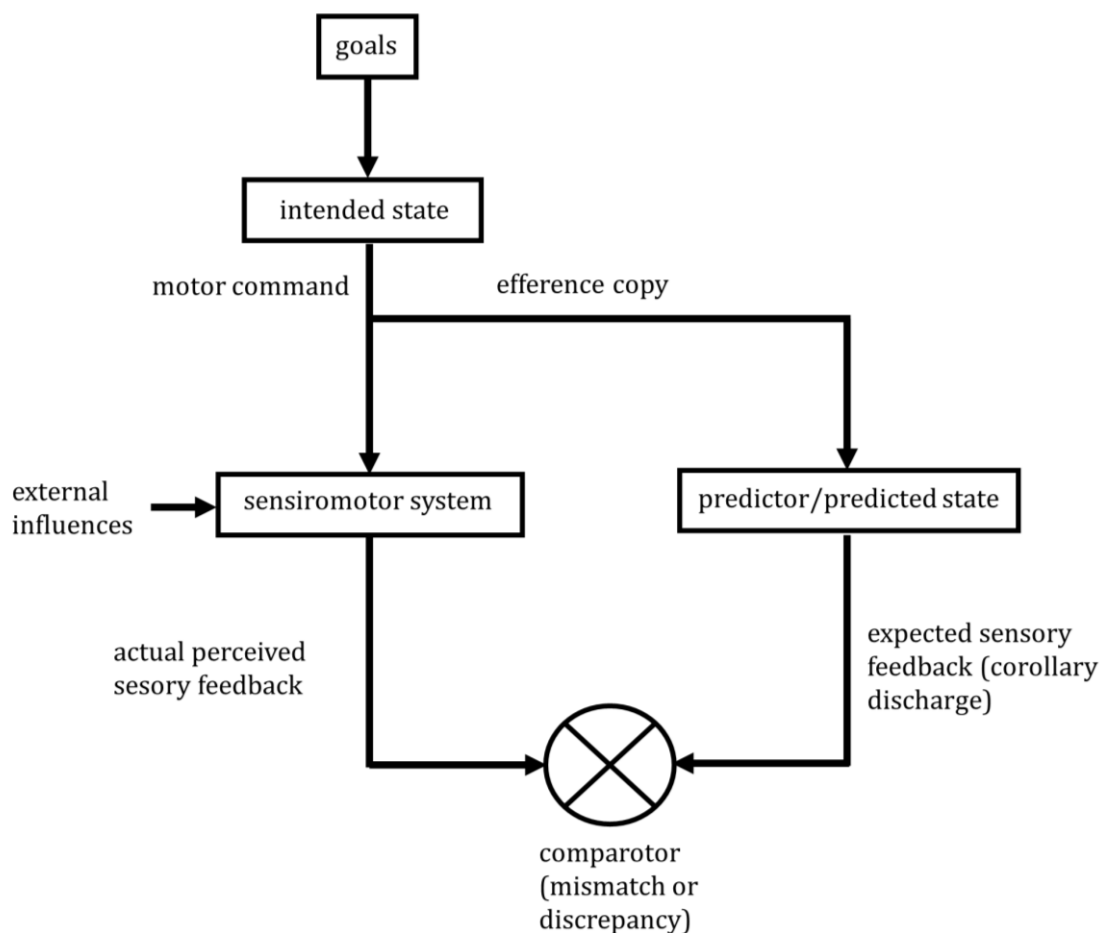 goals
intended state
motor command
efference copy
external
influences
sensiromotor system
predictor/predicted state
actual perceived
sesory feedback
expected sensory
feedback (corollary
discharge)
comparotor
(mismatch or
discrepancy)